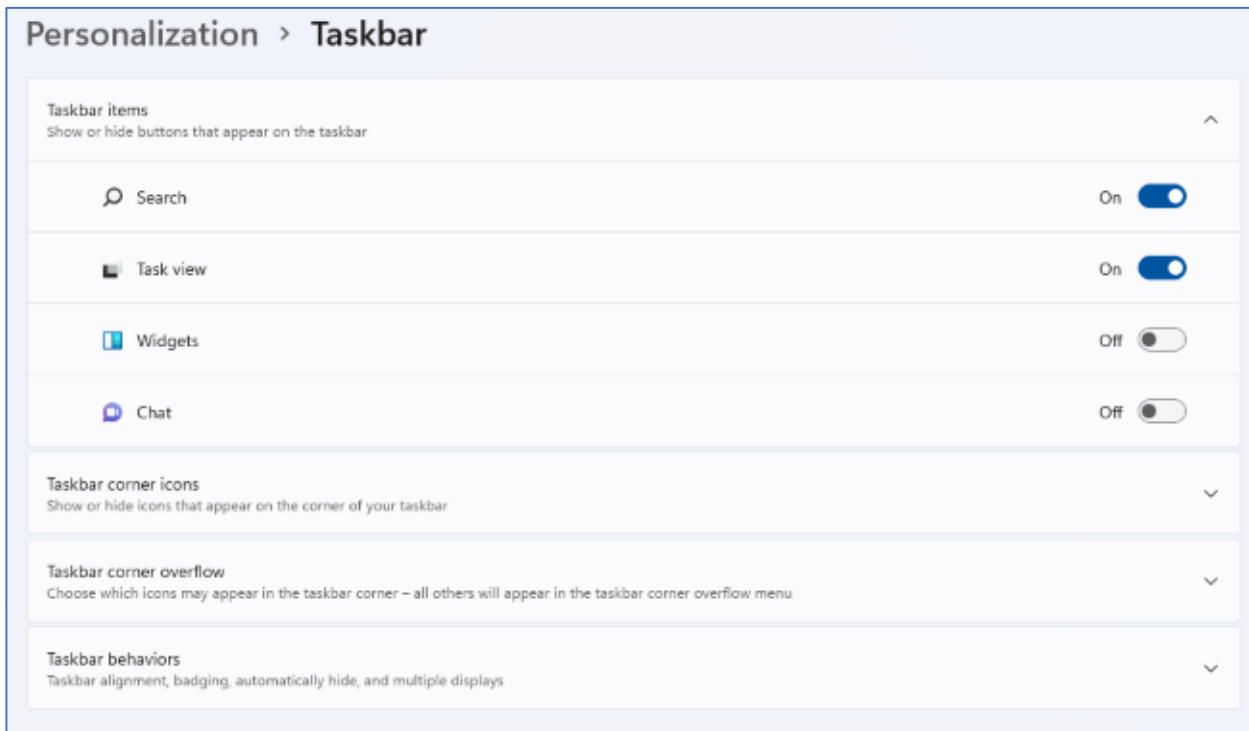 Personalization > Taskbar
Taskbar items
Show or hide buttons that appear on the taskbar
Search On
Task view On
Widgets Off
Chat Off
Taskbar corner icons
Show or hide icons that appear on the corner of your taskbar
Taskbar corner overflow
Choose which icons may appear in the taskbar corner – all others will appear in the taskbar corner overflow menu
Taskbar behaviors
Taskbar alignment, badging, automatically hide, and multiple displays